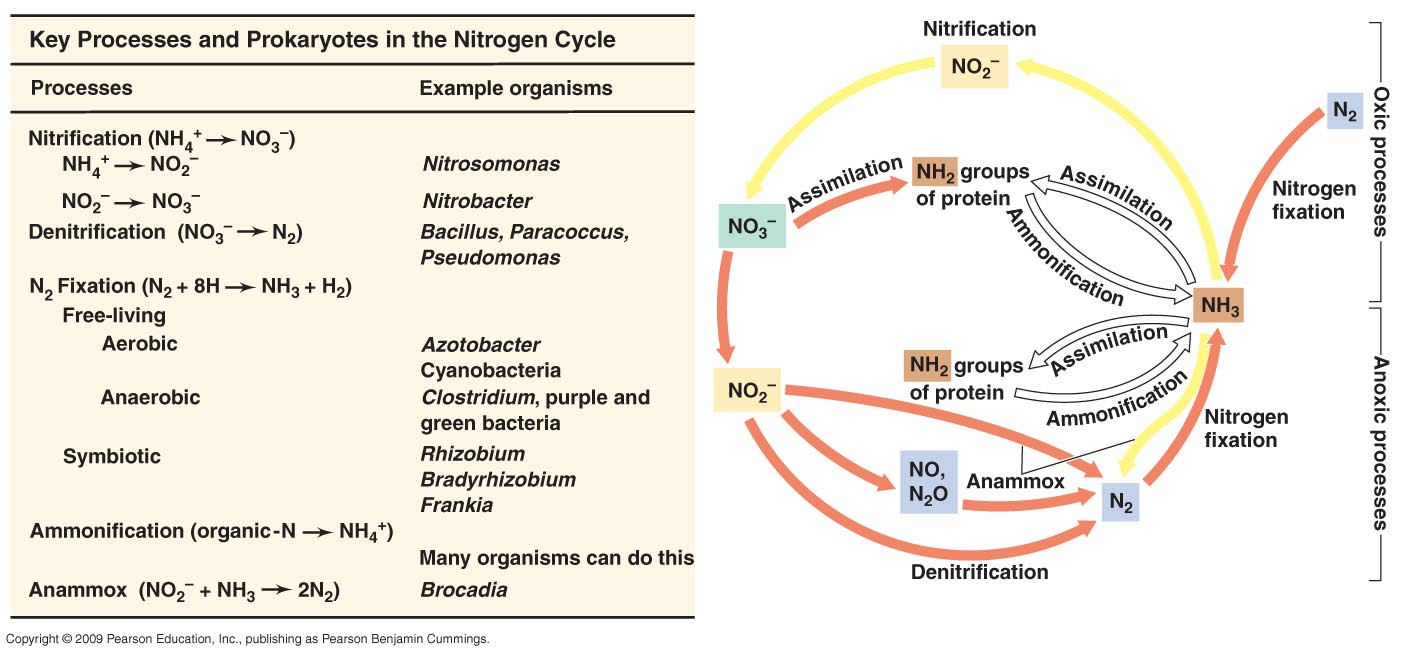 Key Processes and Prokaryotes in the Nitrogen Cycle
Processes Example organisms
Nitrification (NH₄⁺ → NO₃⁻)
NH₄⁺ → NO₂⁻ Nitrosomonas
NO₂⁻ → NO₃⁻ Nitrobacter
Denitrification (NO₃⁻ → N₂) Bacillus, Paracoccus,
Pseudomonas
N₂ Fixation (N₂ + 8H → NH₃ + H₂)
Free-living
Aerobic Azotobacter
Cyanobacteria
Anaerobic Clostridium, purple and
green bacteria
Symbiotic Rhizobium
Bradyrhizobium
Frankia
Ammonification (organic-N → NH₄⁺)
Many organisms can do this
Anammox (NO₂⁻ + NH₃ → 2N₂) Brocadia
Copyright © 2009 Pearson Education, Inc., publishing as Pearson Benjamin Cummings.
Nitrification
NO₂⁻
N₂
Oxic processes
Assimilation
NH₂ groups
of protein
Assimilation
Nitrogen
fixation
NO₃⁻
Ammonification
NH₃
Assimilation
NH₂ groups
of protein
Ammonification
NO₂⁻
Nitrogen
fixation
Anoxic processes
NO,
N₂O
Anammox
N₂
Denitrification